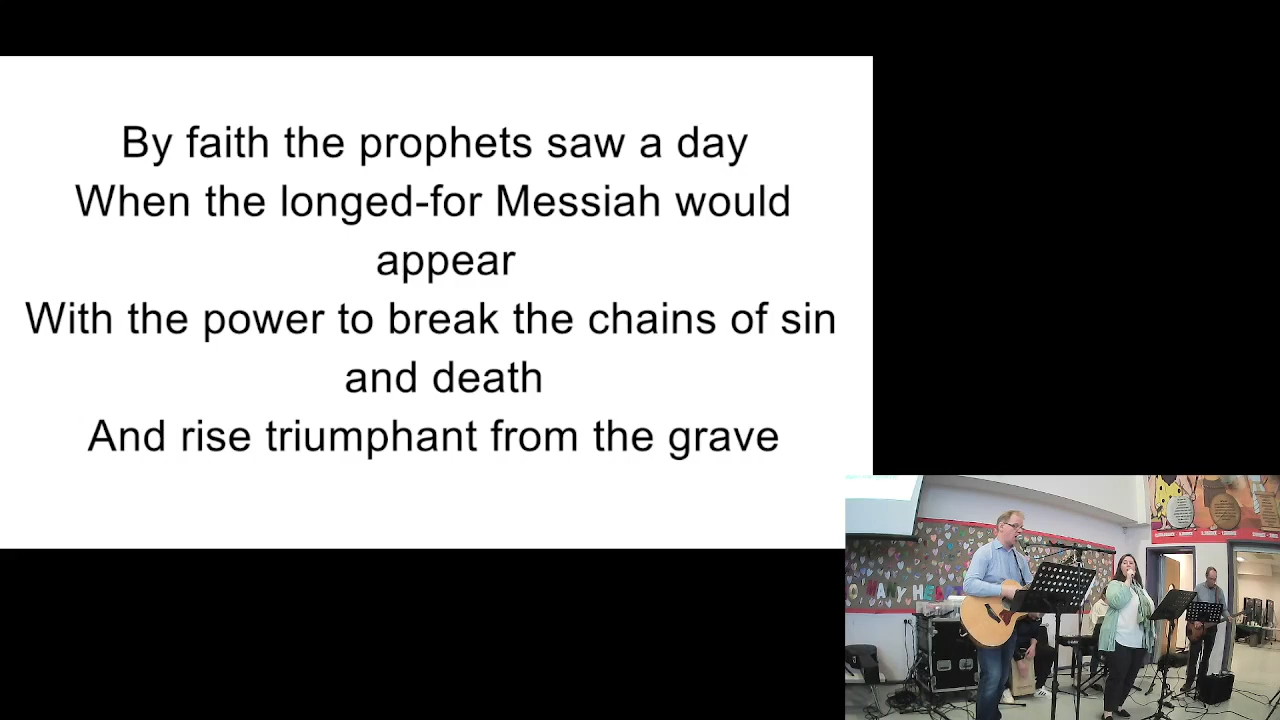 By faith the prophets saw a day
When the longed-for Messiah would
appear
With the power to break the chains of sin
and death
And rise triumphant from the grave